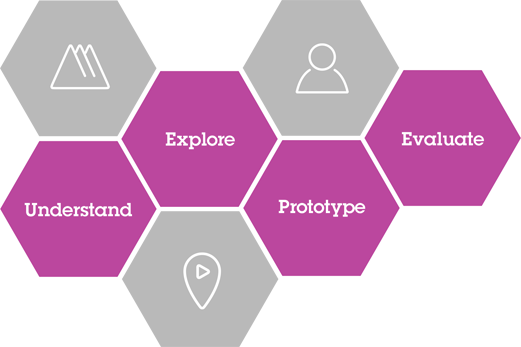 Understand
Explore
Prototype
Evaluate